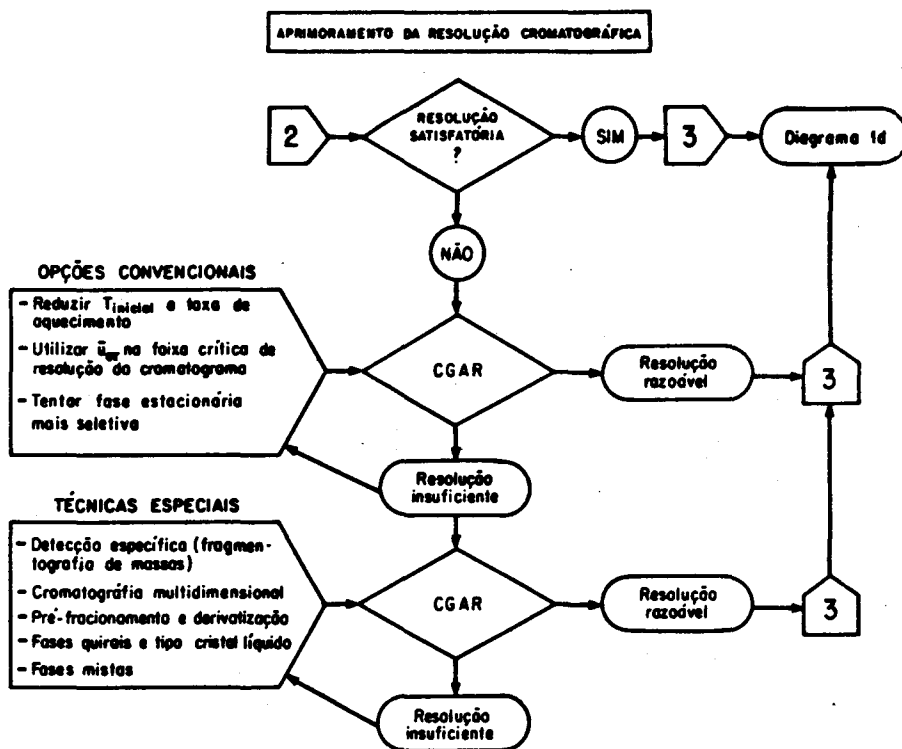 APRIMORAMENTO DA RESOLUÇÃO CROMATOGRÁFICA
2
RESOLUÇÃO
SATISFATÓRIA
?
SIM
3
Diagrama 1d
NÃO
OPÇÕES CONVENCIONAIS
- Reduzir Tinicial e taxa de
aquecimento
- Utilizar na faixa crítica de
resolução do cromatograma
- Tentar fase estacionária
mais seletiva
CGAR
Resolução
razoável
3
Resolução
insuficiente
TÉCNICAS ESPECIAIS
- Detecção específica (fragmen-
tografia de massas)
- Cromatográfia multidimensional
- Pré-fracionamento e derivatização
- Fases quirais e tipo cristal líquido
- Fases mistas
CGAR
Resolução
razoável
3
Resolução
insuficiente